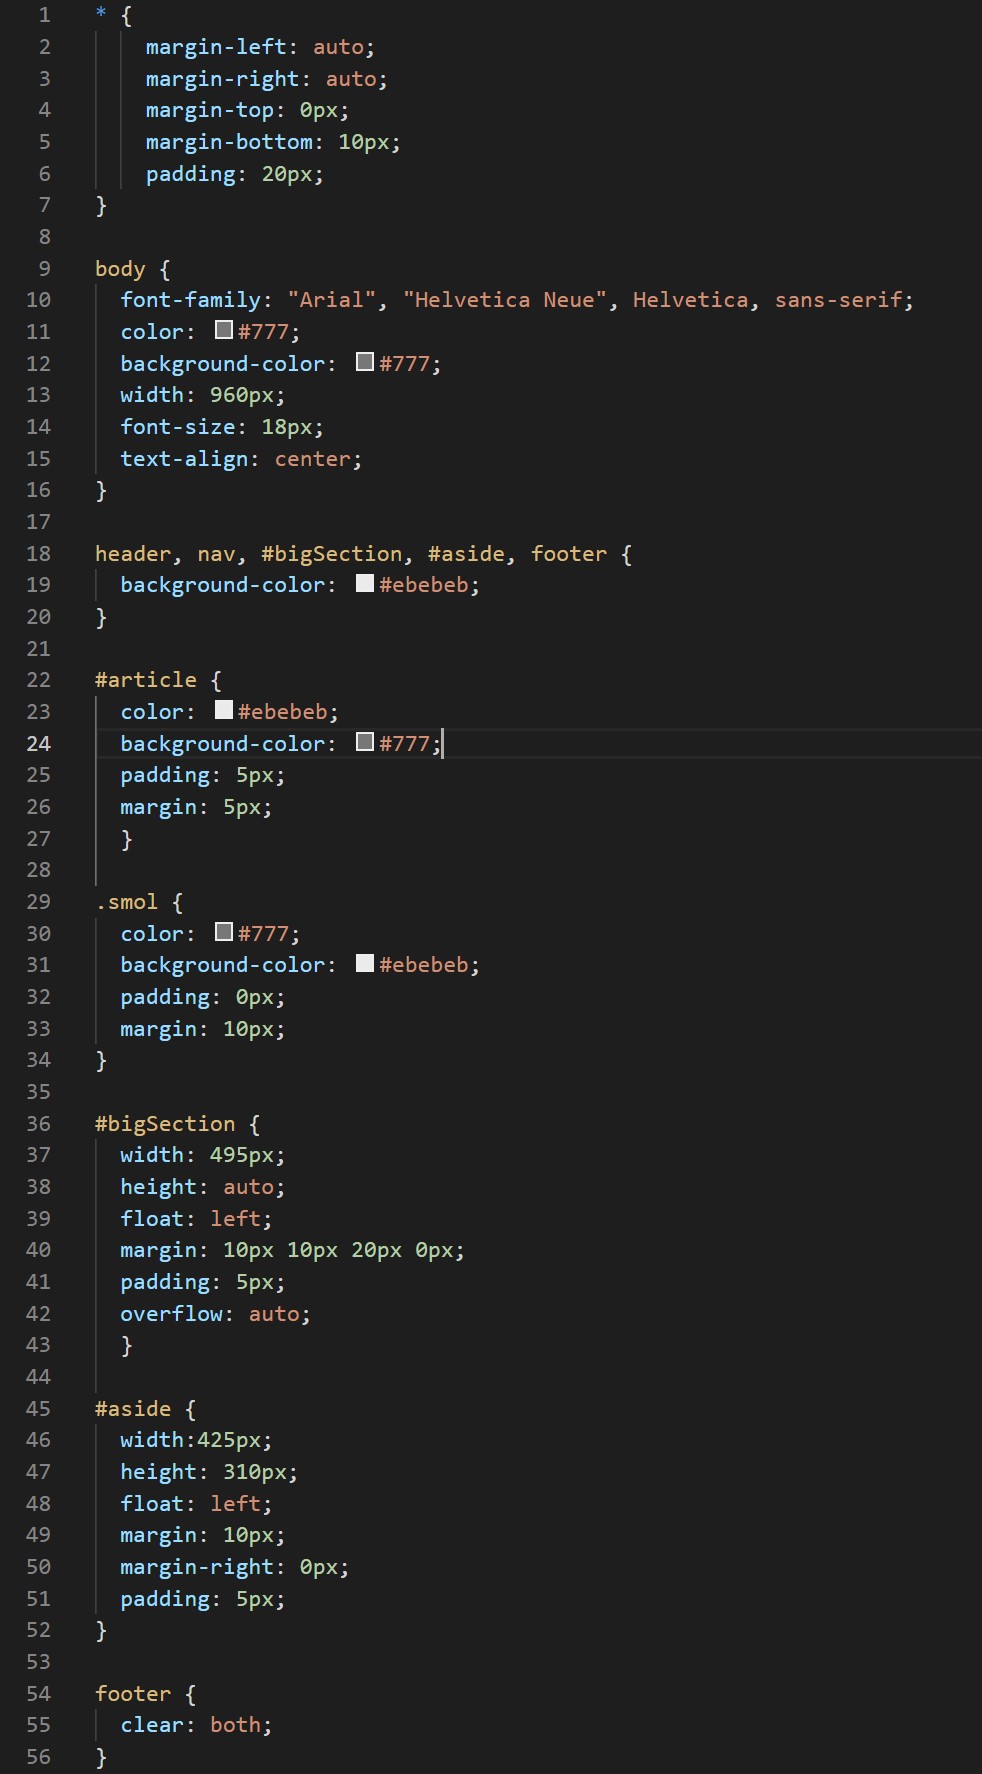 1 * {
2 margin-left: auto;
3 margin-right: auto;
4 margin-top: 0px;
5 margin-bottom: 10px;
6 padding: 20px;
7 }
8
9 body {
10 font-family: "Arial", "Helvetica Neue", Helvetica, sans-serif;
11 color: #777;
12 background-color: #777;
13 width: 960px;
14 font-size: 18px;
15 text-align: center;
16 }
17
18 header, nav, #bigSection, #aside, footer {
19 background-color: #ebebeb;
20 }
21
22 #article {
23 color: #ebebeb;
24 background-color: #777;
25 padding: 5px;
26 margin: 5px;
27 }
28
29 .smol {
30 color: #777;
31 background-color: #ebebeb;
32 padding: 0px;
33 margin: 10px;
34 }
35
36 #bigSection {
37 width: 495px;
38 height: auto;
39 float: left;
40 margin: 10px 10px 20px 0px;
41 padding: 5px;
42 overflow: auto;
43 }
44
45 #aside {
46 width:425px;
47 height: 310px;
48 float: left;
49 margin: 10px;
50 margin-right: 0px;
51 padding: 5px;
52 }
53
54 footer {
55 clear: both;
56 }